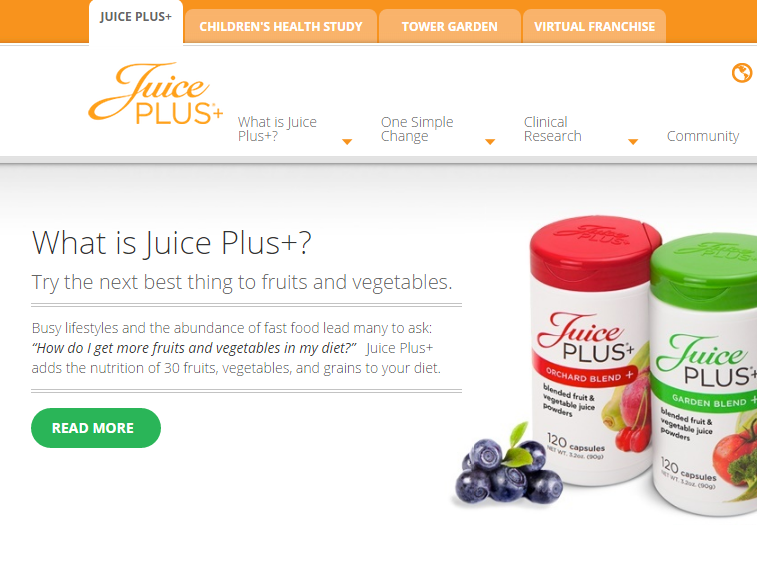 JUICE PLUS+
CHILDREN'S HEALTH STUDY
TOWER GARDEN
VIRTUAL FRANCHISE
Juice
PLUS+
What is Juice
Plus+?
One Simple
Change
Clinical
Research
Community
What is Juice Plus+?
Try the next best thing to fruits and vegetables.
Busy lifestyles and the abundance of fast food lead many to ask:
“How do I get more fruits and vegetables in my diet?” Juice Plus+
adds the nutrition of 30 fruits, vegetables, and grains to your diet.
READ MORE
Juice
PLUS+
Juice
PLUS+
ORCHARD BLEND +
blended fruit &
vegetable juice
powders
120 capsules
NET WT. 3.2oz. (90g)
Juice
PLUS+
Juice
PLUS+
GARDEN BLEND +
blended fruit &
vegetable juice
powders
120 capsules
NET WT. 3.2oz. (90g)